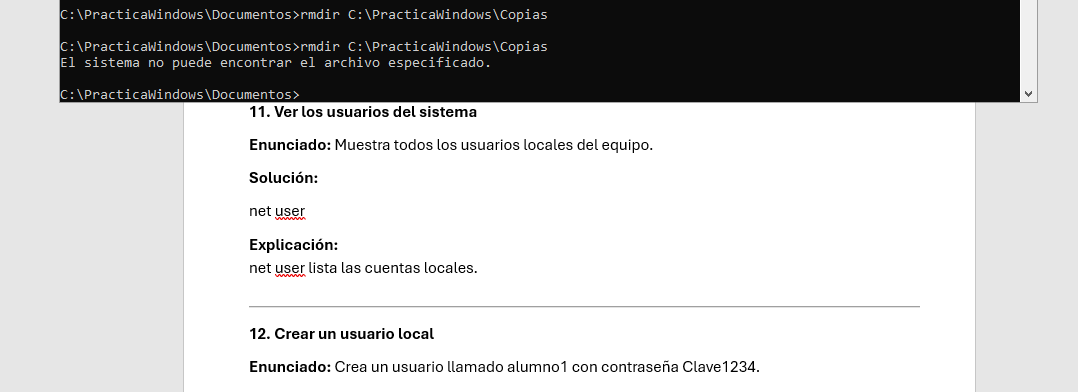 C:\PracticaWindows\Documentos>rmdir C:\PracticaWindows\Copias
C:\PracticaWindows\Documentos>rmdir C:\PracticaWindows\Copias
El sistema no puede encontrar el archivo especificado.
C:\PracticaWindows\Documentos>
11. Ver los usuarios del sistema
Enunciado: Muestra todos los usuarios locales del equipo.
Solución:
net user
Explicación:
net user lista las cuentas locales.
12. Crear un usuario local
Enunciado: Crea un usuario llamado alumno1 con contraseña Clave1234.